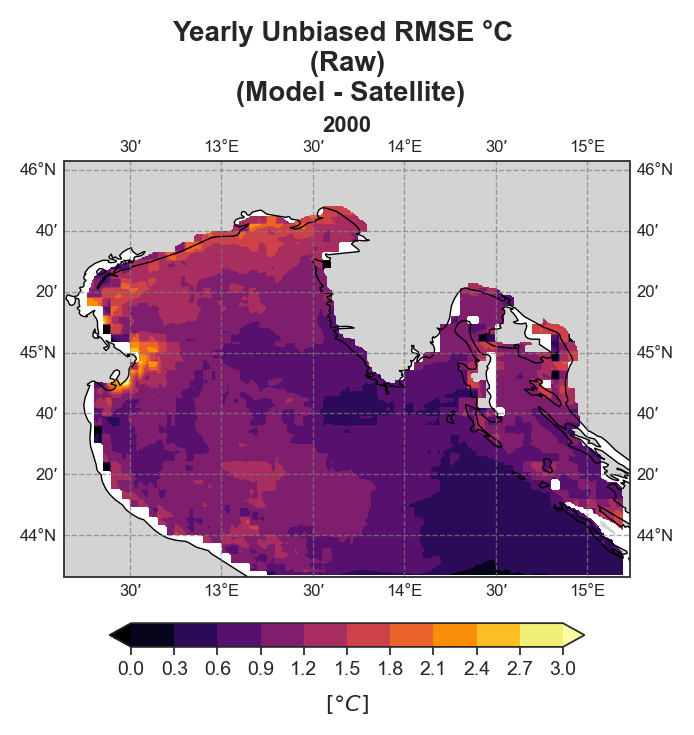 Yearly Unbiased RMSE °C
(Raw)
(Model - Satellite)
2000
30′ 13°E 30′ 14°E 30′ 15°E
46°N 46°N
40′ 40′
20′ 20′
45°N 45°N
40′ 40′
20′ 20′
44°N 44°N
30′ 13°E 30′ 14°E 30′ 15°E
0.0 0.3 0.6 0.9 1.2 1.5 1.8 2.1 2.4 2.7 3.0
[°C]